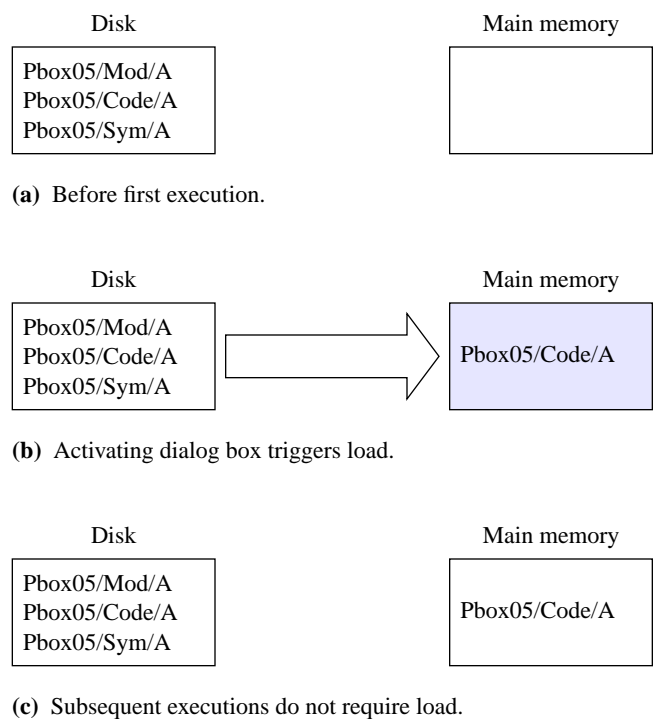 Disk Main memory
Pbox05/Mod/A
Pbox05/Code/A
Pbox05/Sym/A
(a) Before first execution.
Disk Main memory
Pbox05/Mod/A
Pbox05/Code/A Pbox05/Code/A
Pbox05/Sym/A
(b) Activating dialog box triggers load.
Disk Main memory
Pbox05/Mod/A
Pbox05/Code/A Pbox05/Code/A
Pbox05/Sym/A
(c) Subsequent executions do not require load.